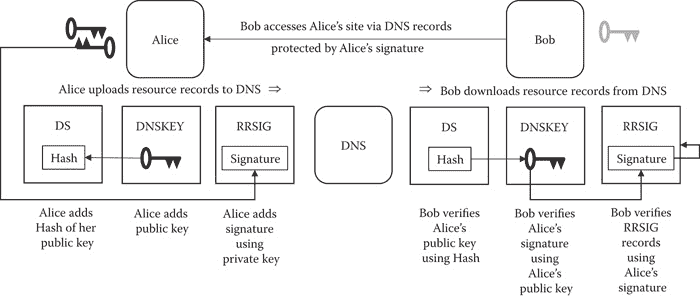 Alice
Bob accesses Alice's site via DNS records
protected by Alice's signature
Bob
Alice uploads resource records to DNS ⇒
⇒ Bob downloads resource records from DNS
DS
Hash
DNSKEY
RRSIG
Signature
DNS
DS
Hash
DNSKEY
RRSIG
Signature
Alice adds
Hash of her
public key
Alice adds
public key
Alice adds
signature
using
private key
Bob verifies
Alice's
public key
using Hash
Bob verifies
Alice's
signature
using
Alice's
public key
Bob verifies
RRSIG
records
using
Alice's
signature